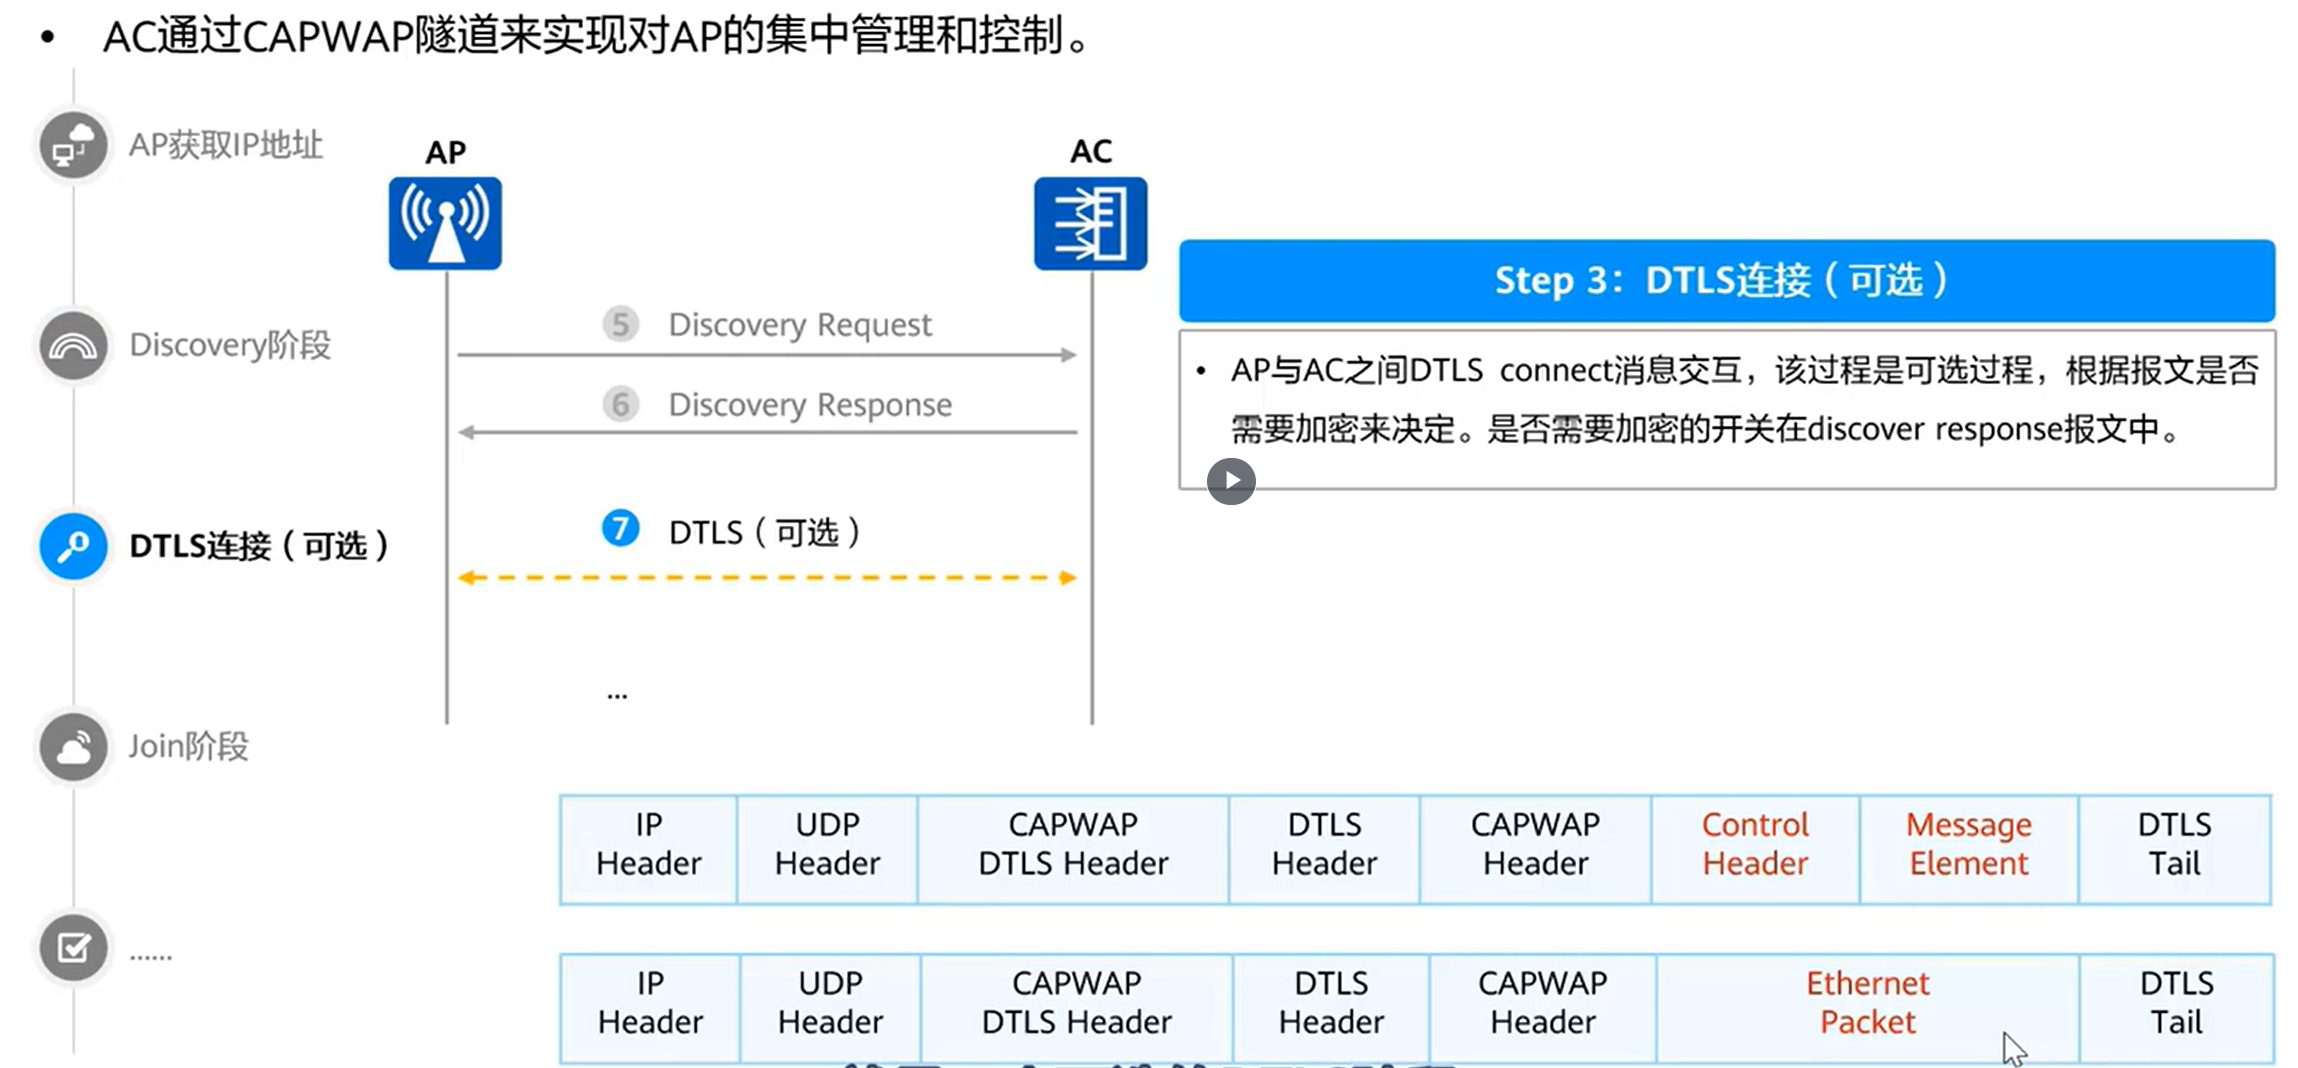 • AC通过CAPWAP隧道来实现对AP的集中管理和控制。
AP获取IP地址
AP
AC
Discovery阶段
5 Discovery Request
6 Discovery Response
Step 3：DTLS连接（可选）
• AP与AC之间DTLS connect消息交互，该过程是可选过程，根据报文是否
需要加密来决定。是否需要加密的开关在discover response报文中。
DTLS连接（可选）
7 DTLS（可选）
...
Join阶段
IP
Header
UDP
Header
CAPWAP
DTLS Header
DTLS
Header
CAPWAP
Header
Control
Header
Message
Element
DTLS
Tail
......
IP
Header
UDP
Header
CAPWAP
DTLS Header
DTLS
Header
CAPWAP
Header
Ethernet
Packet
DTLS
Tail